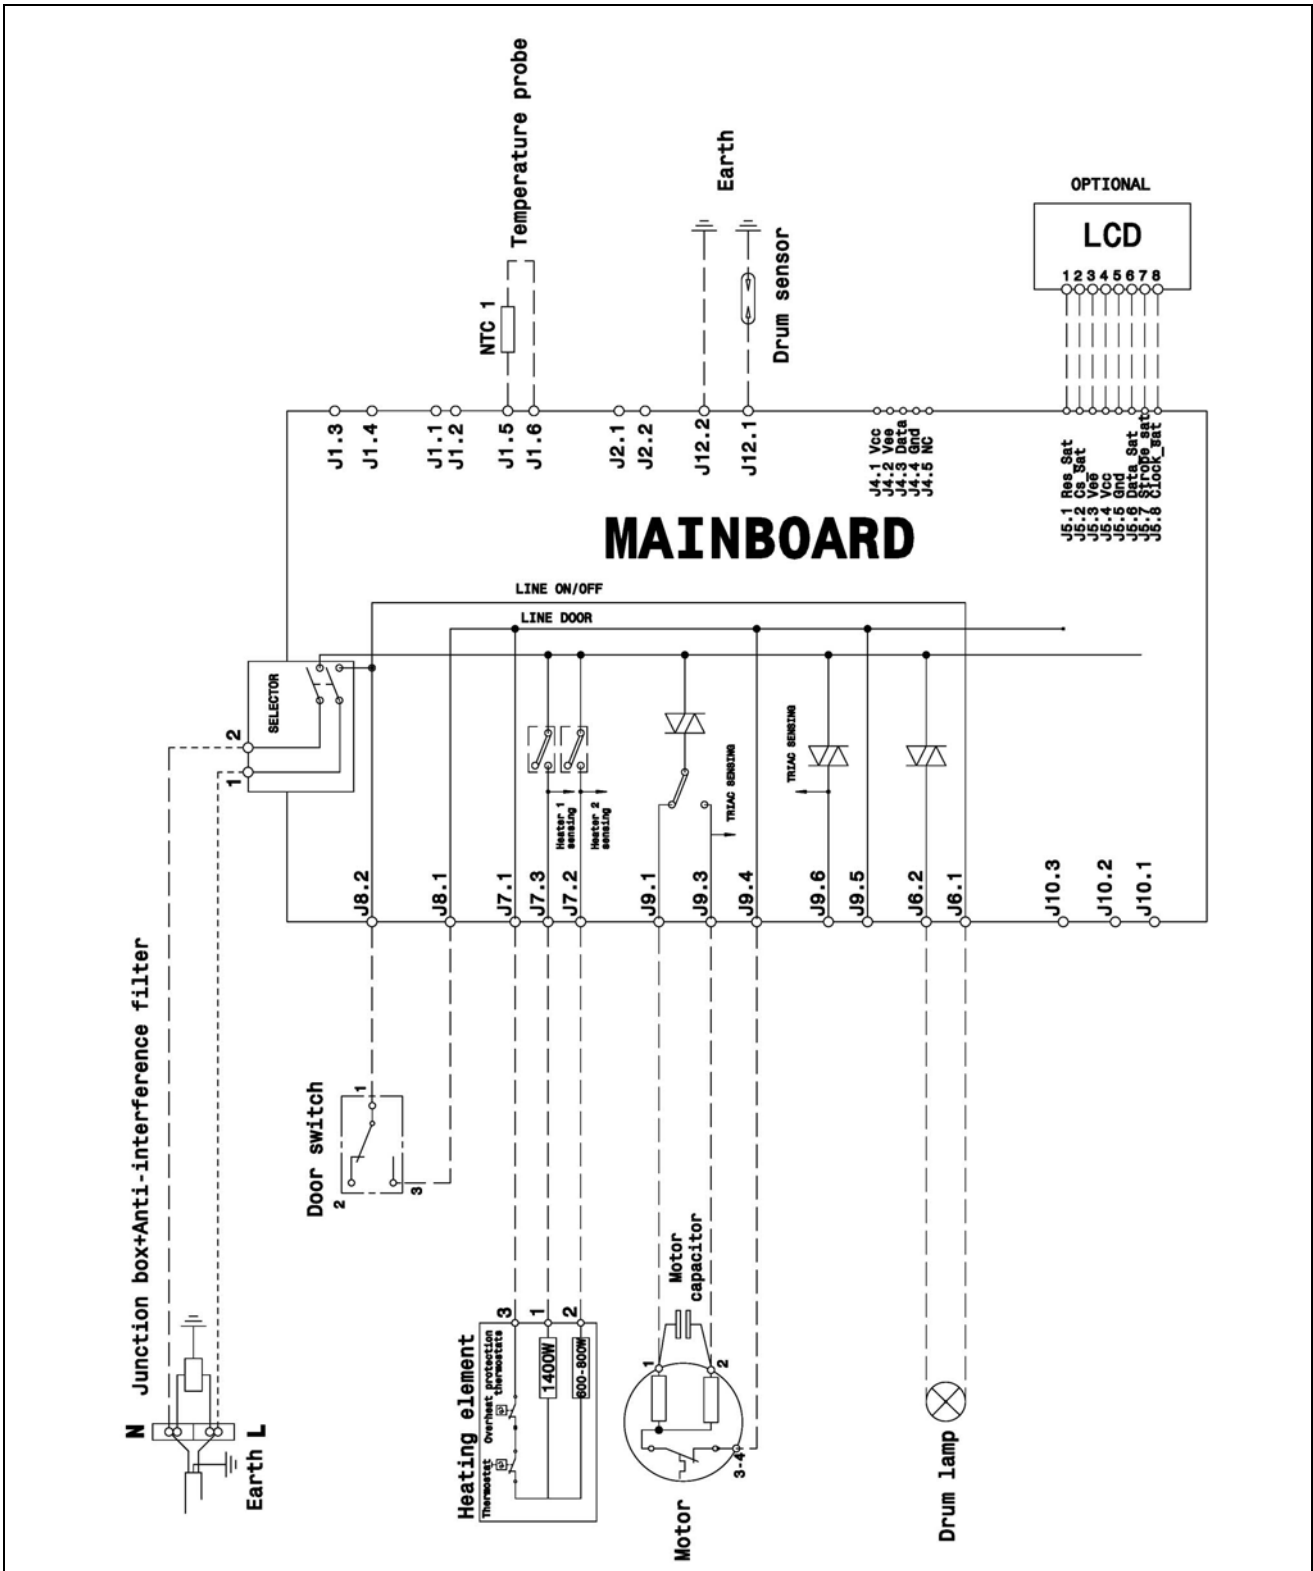 Temperature probe
NTC 1
Earth
Drum sensor
OPTIONAL
LCD
1 2 3 4 5 6 7 8
J1.3
J1.4
J1.1
J1.2
J1.5
J1.6
J2.1
J2.2
J12.2
J12.1
J4.1 Vcc
J4.2 Vee
J4.3 Data
J4.4 Gnd
J4.5 NC
J5.1 Res_Sat
J5.2 Cs_Sat
J5.3 Vee
J5.4 Vcc
J5.5 Gnd
J5.6 Data_Sat
J5.7 Strobe_sat
J5.8 Clock_sat
MAINBOARD
LINE ON/OFF
LINE DOOR
SELECTOR
2
1
Heater 1
sensing
Heater 2
sensing
TRIAC SENSING
TRIAC SENSING
J8.2
J8.1
J7.1
J7.3
J7.2
J9.1
J9.3
J9.4
J9.6
J9.5
J6.2
J6.1
J10.3
J10.2
J10.1
Junction box+Anti-interference filter
N
L
Earth
Door switch
1
2
3
Heating element
3
1
2
Thermostat
Overheat protection
thermostats
1400W
600-800W
Motor
capacitor
1
2
3-4
Motor
Drum lamp